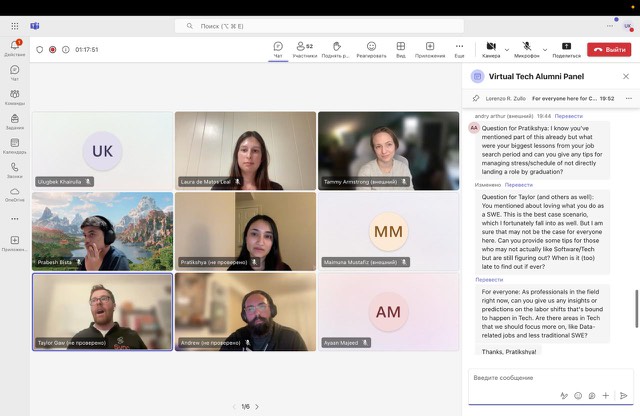 Поиск (⌥ ⌘ E)
UK
1
Действия
Чат
Команды
Задания
Календарь
Звонки
OneDrive
Приложен...
01:17:51
Чат
52
Участники
Поднять р...
Реагировать
Вид
Приложения
Еще
Камера
Микрофон
Поделиться
Выйти
UK
Ulugbek Khairulla
Laura de Matos Leal
Tammy Armstrong (внешний)
Prabesh Bista
Pratikshya (не проверено)
MM
Maimuna Mustafiz (внешний)
Taylor Gaw (не проверено)
Andrew (не проверено)
AM
Ayaan Majeed
1/6
Virtual Tech Alumni Panel
Lorenzo R. Zullo
For everyone here for C...
19:52
andry arthur (внешний) 19:44 Перевести
AA
Question for Pratikshya: I know you've
mentioned part of this already but what
were your biggest lessons from your job
search period and can you give any tips for
managing stress/schedule of not directly
landing a role by graduation?
Изменено Перевести
Question for Taylor (and others as well):
You mentioned about loving what you do as
a SWE. This is the best case scenario,
which I fortunately fall into as well. But I am
sure that may not be the case for everyone
here. Can you provide some tips for those
who may not actually like Software/Tech
but are still figuring out? When is it (too)
late to find out if ever?
Перевести
For everyone: As professionals in the field
right now, can you give us any insights or
predictions on the labor shifts that's bound
to happen in Tech. Are there areas in Tech
that we should focus more on, like Data-
related jobs and less traditional SWE?
Thanks, Pratikshya!
Введите сообщение